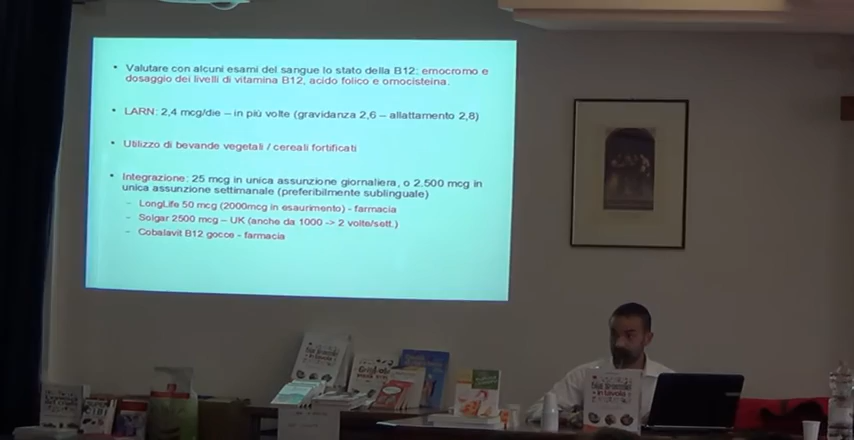 • Valutare con alcuni esami del sangue lo stato della B12: emocromo e
dosaggio dei livelli di vitamina B12, acido folico e omocisteina.
• LARN: 2,4 mcg/die – in più volte (gravidanza 2,6 – allattamento 2,8)
• Utilizzo di bevande vegetali / cereali fortificati
• Integrazione: 25 mcg in unica assunzione giornaliera, o 2.500 mcg in
unica assunzione settimanale (preferibilmente sublinguale)
– LongLife 50 mcg (2000mcg in esaurimento) - farmacia
– Solgar 2500 mcg – UK (anche da 1000 -> 2 volte/sett.)
– Cobalavit B12 gocce - farmacia